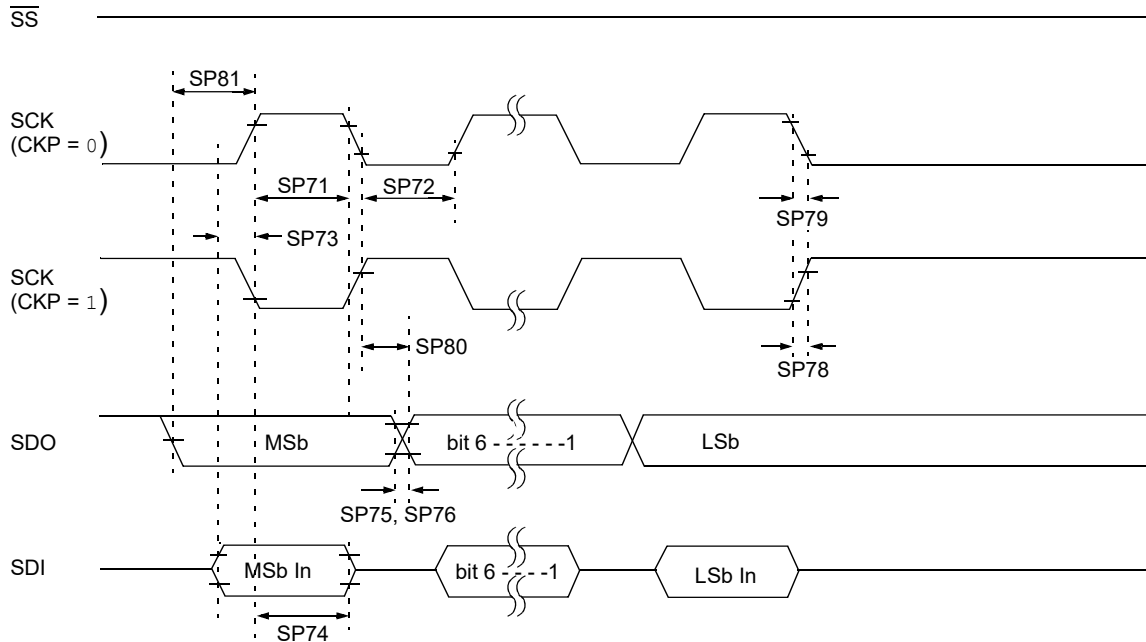 SS
SP81
SCK
(CKP = 0)
SP71
SP72
SP79
SP73
SCK
(CKP = 1)
SP80
SP78
SDO
MSb
bit 6 - - - - - - -1
LSb
SP75, SP76
SDI
MSb In
bit 6 - - - - -1
LSb In
SP74